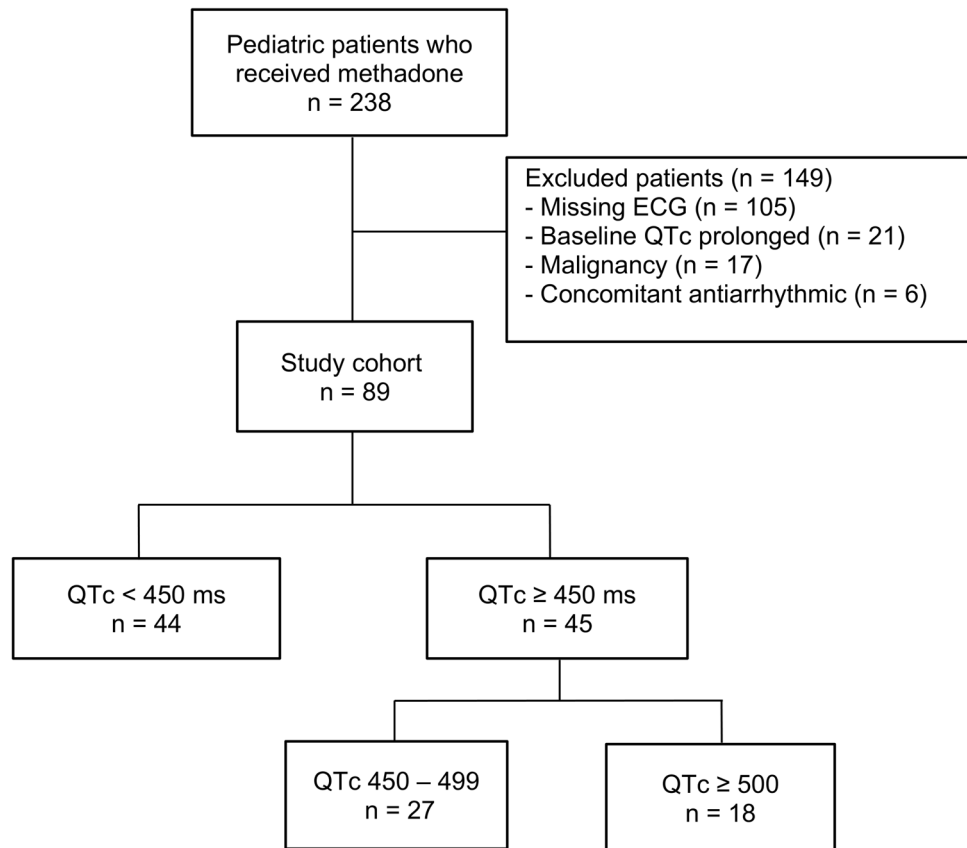 Pediatric patients who
received methadone
n = 238
Excluded patients (n = 149)
- Missing ECG (n = 105)
- Baseline QTc prolonged (n = 21)
- Malignancy (n = 17)
- Concomitant antiarrhythmic (n = 6)
Study cohort
n = 89
QTc < 450 ms
n = 44
QTc ≥ 450 ms
n = 45
QTc 450 – 499
n = 27
QTc ≥ 500
n = 18